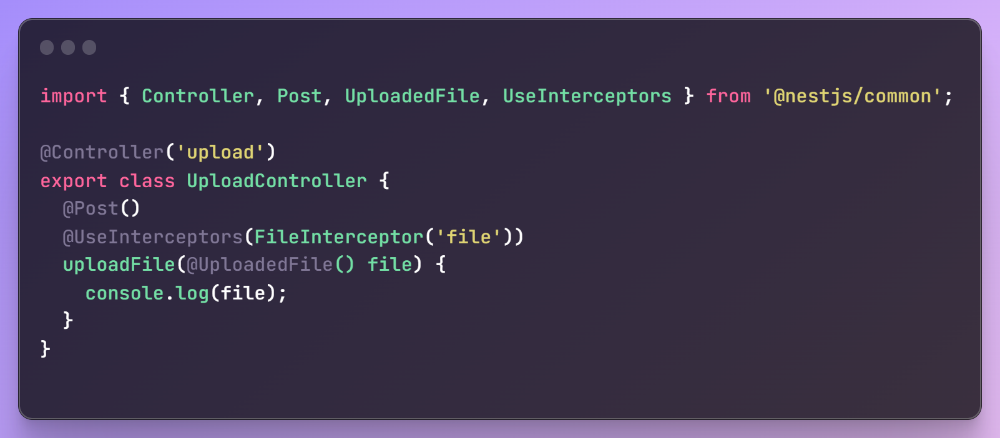 import { Controller, Post, UploadedFile, UseInterceptors } from '@nestjs/common';
@Controller('upload')
export class UploadController {
  @Post()
  @UseInterceptors(FileInterceptor('file'))
  uploadFile(@UploadedFile() file) {
    console.log(file);
  }
}